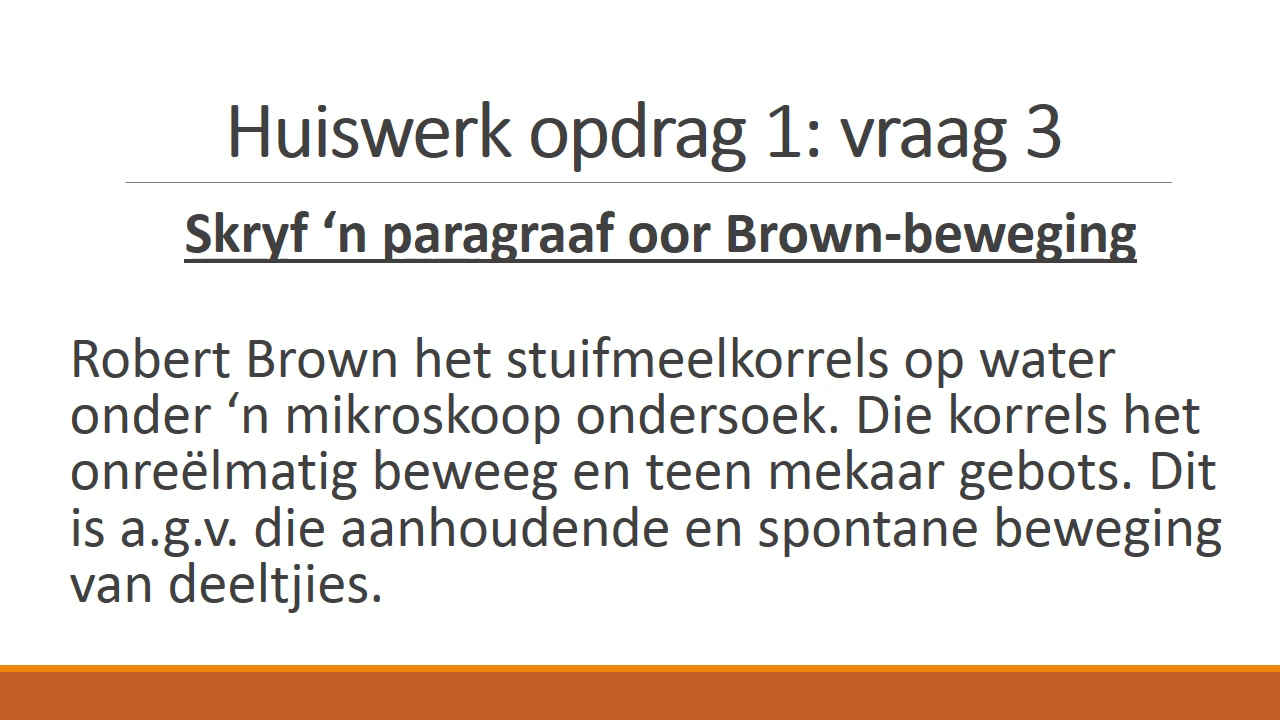 Huiswerk opdrag 1: vraag 3
Skryf ‘n paragraaf oor Brown-beweging
Robert Brown het stuifmeelkorrels op water
onder ‘n mikroskoop ondersoek. Die korrels het
onreëlmatig beweeg en teen mekaar gebots. Dit
is a.g.v. die aanhoudende en spontane beweging
van deeltjies.